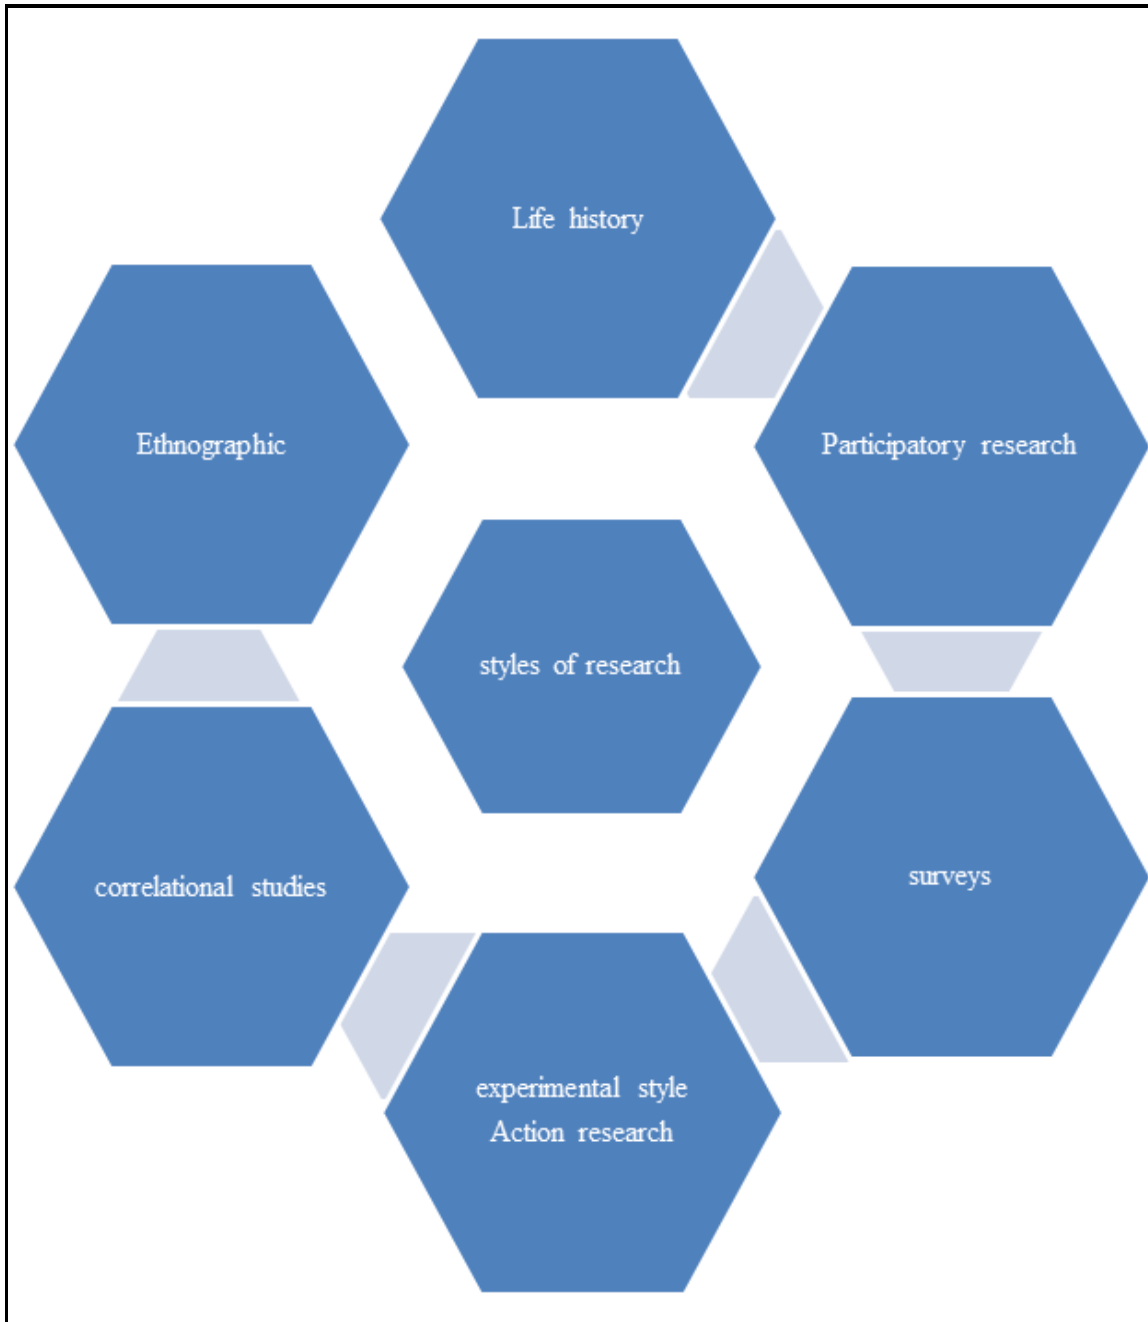 Life history
Ethnographic
Participatory research
styles of research
correlational studies
surveys
experimental style
Action research